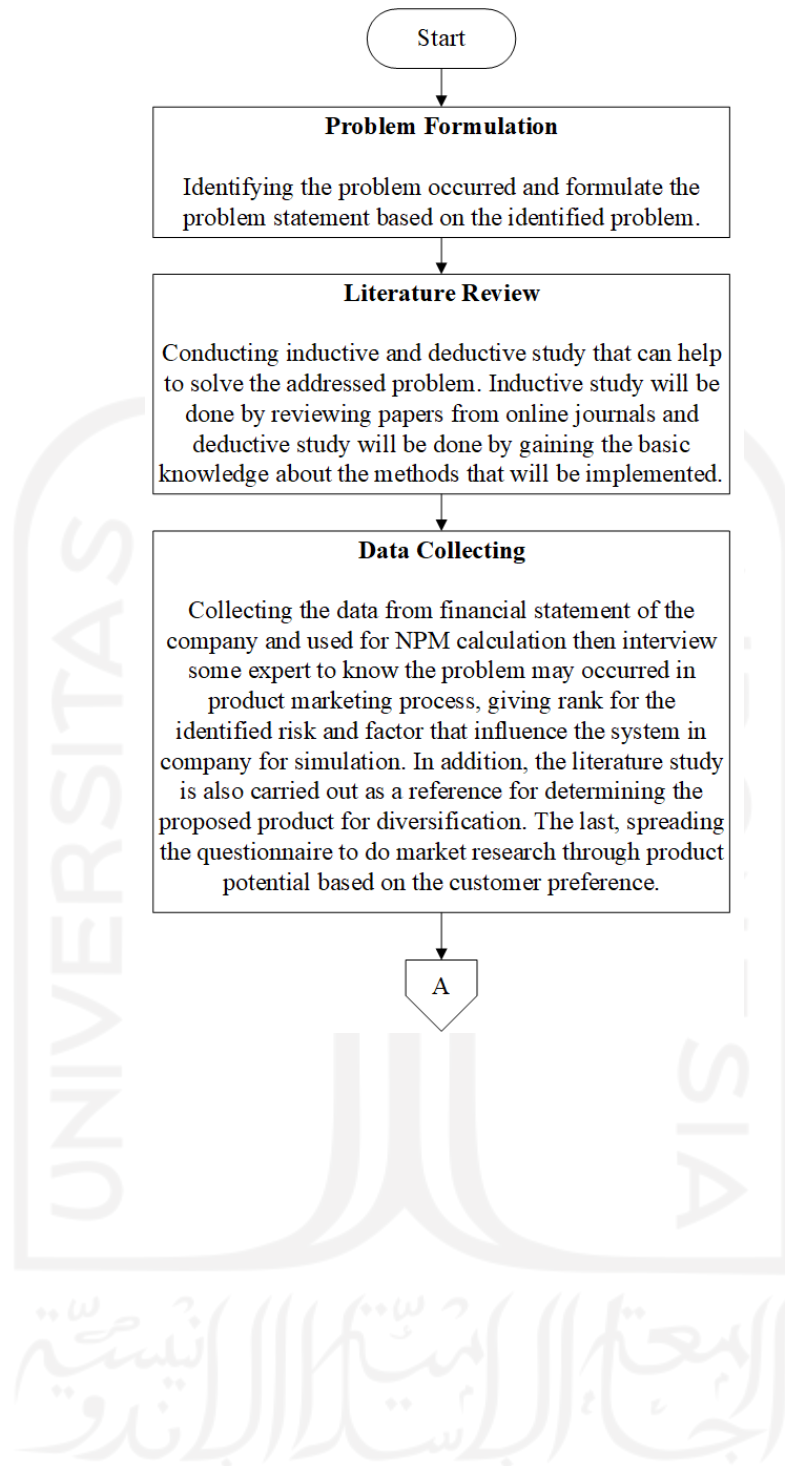 Start
Problem Formulation
Identifying the problem occurred and formulate the
problem statement based on the identified problem.
Literature Review
Conducting inductive and deductive study that can help
to solve the addressed problem. Inductive study will be
done by reviewing papers from online journals and
deductive study will be done by gaining the basic
knowledge about the methods that will be implemented.
Data Collecting
Collecting the data from financial statement of the
company and used for NPM calculation then interview
some expert to know the problem may occurred in
product marketing process, giving rank for the
identified risk and factor that influence the system in
company for simulation. In addition, the literature study
is also carried out as a reference for determining the
proposed product for diversification. The last, spreading
the questionnaire to do market research through product
potential based on the customer preference.
A
UNIVERSITAS
SIA